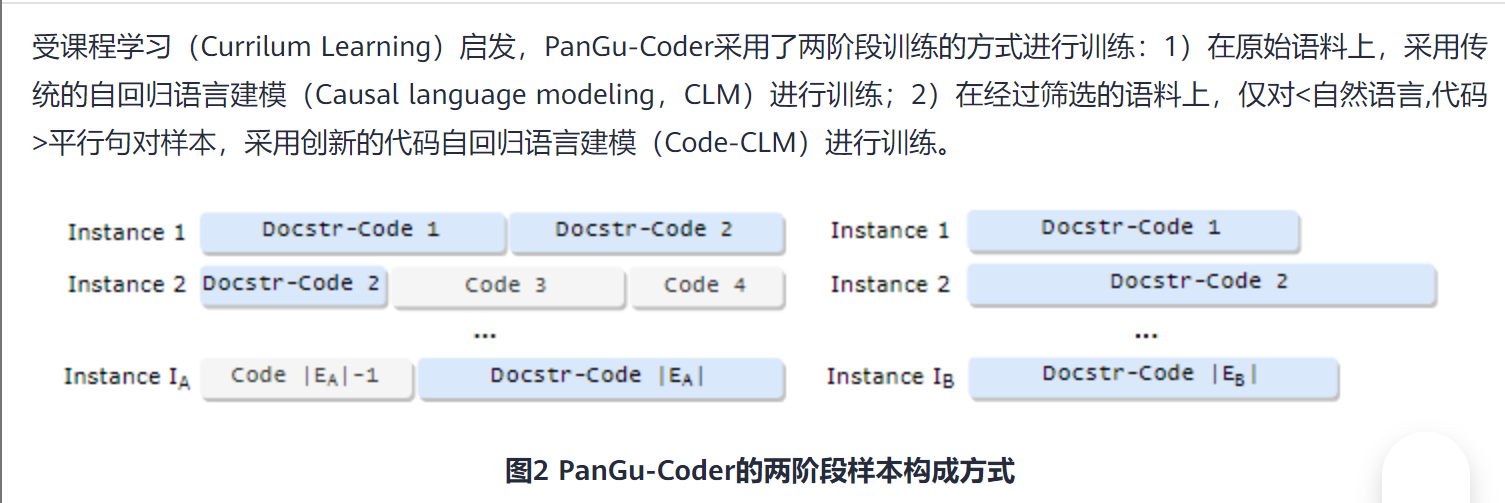 受课程学习（Currilum Learning）启发，PanGu-Coder采用了两阶段训练的方式进行训练：1）在原始语料上，采用传
统的自回归语言建模（Causal language modeling，CLM）进行训练；2）在经过筛选的语料上，仅对<自然语言,代码
>平行句对样本，采用创新的代码自回归语言建模（Code-CLM）进行训练。
Instance 1 Docstr-Code 1 Docstr-Code 2
Instance 2 Docstr-Code 2 Code 3 Code 4
...
Instance I_A Code |E_A|-1 Docstr-Code |E_A|
Instance 1 Docstr-Code 1
Instance 2 Docstr-Code 2
...
Instance I_B Docstr-Code |E_B|
图2 PanGu-Coder的两阶段样本构成方式